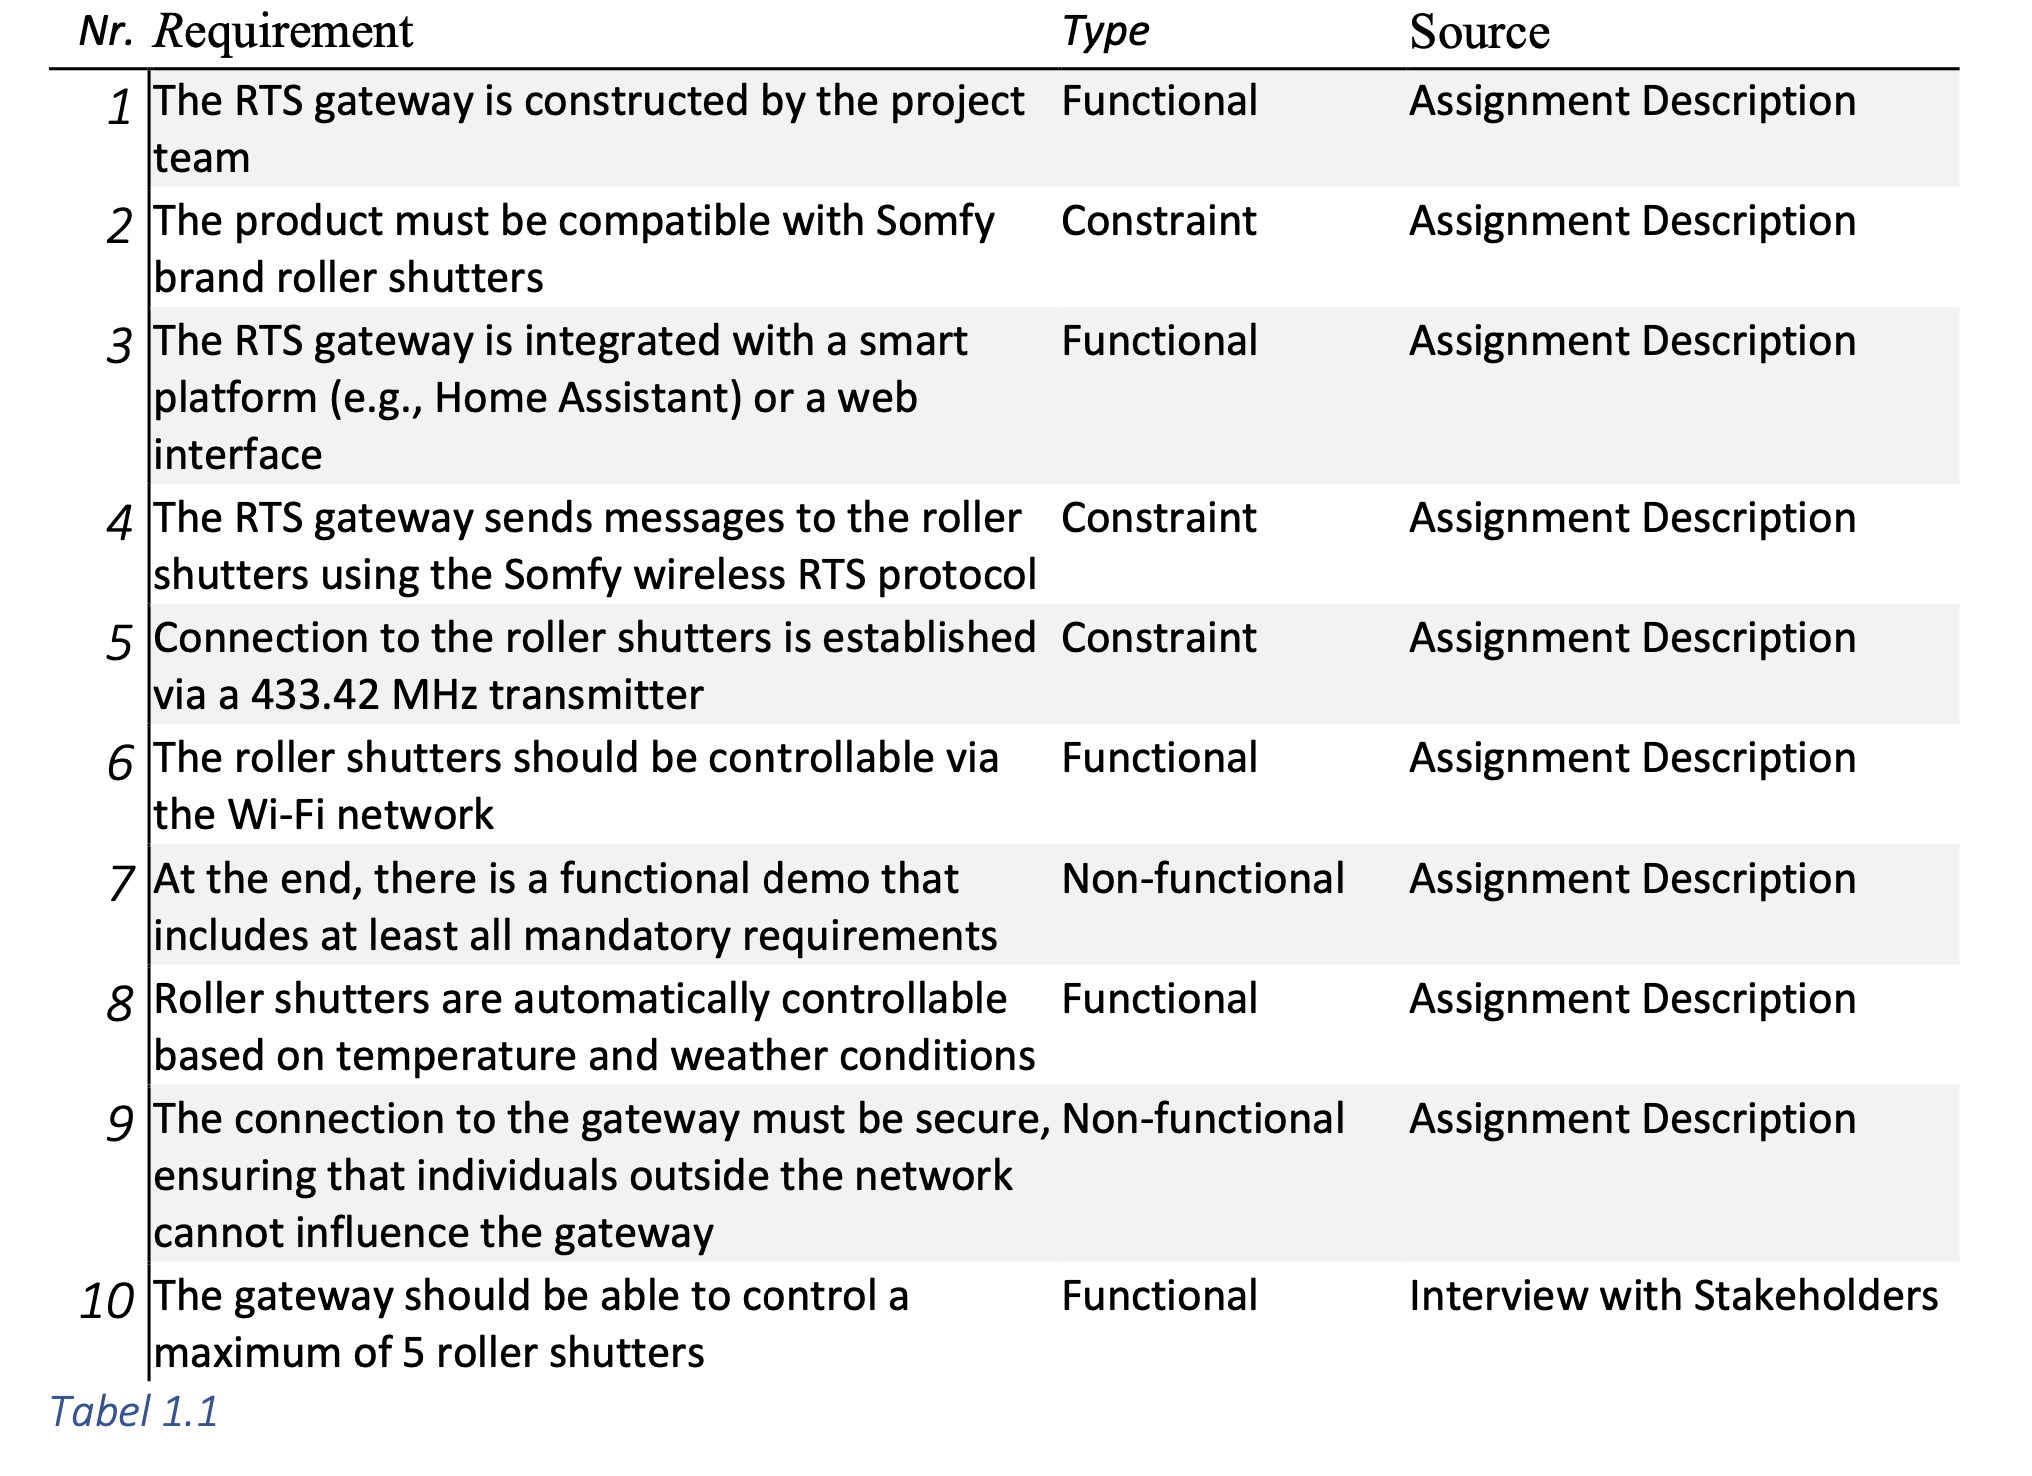 Nr. Requirement Type Source
1 The RTS gateway is constructed by the project Functional Assignment Description
team
2 The product must be compatible with Somfy Constraint Assignment Description
brand roller shutters
3 The RTS gateway is integrated with a smart Functional Assignment Description
platform (e.g., Home Assistant) or a web
interface
4 The RTS gateway sends messages to the roller Constraint Assignment Description
shutters using the Somfy wireless RTS protocol
5 Connection to the roller shutters is established Constraint Assignment Description
via a 433.42 MHz transmitter
6 The roller shutters should be controllable via Functional Assignment Description
the Wi-Fi network
7 At the end, there is a functional demo that Non-functional Assignment Description
includes at least all mandatory requirements
8 Roller shutters are automatically controllable Functional Assignment Description
based on temperature and weather conditions
9 The connection to the gateway must be secure, Non-functional Assignment Description
ensuring that individuals outside the network
cannot influence the gateway
10 The gateway should be able to control a Functional Interview with Stakeholders
maximum of 5 roller shutters
Tabel 1.1